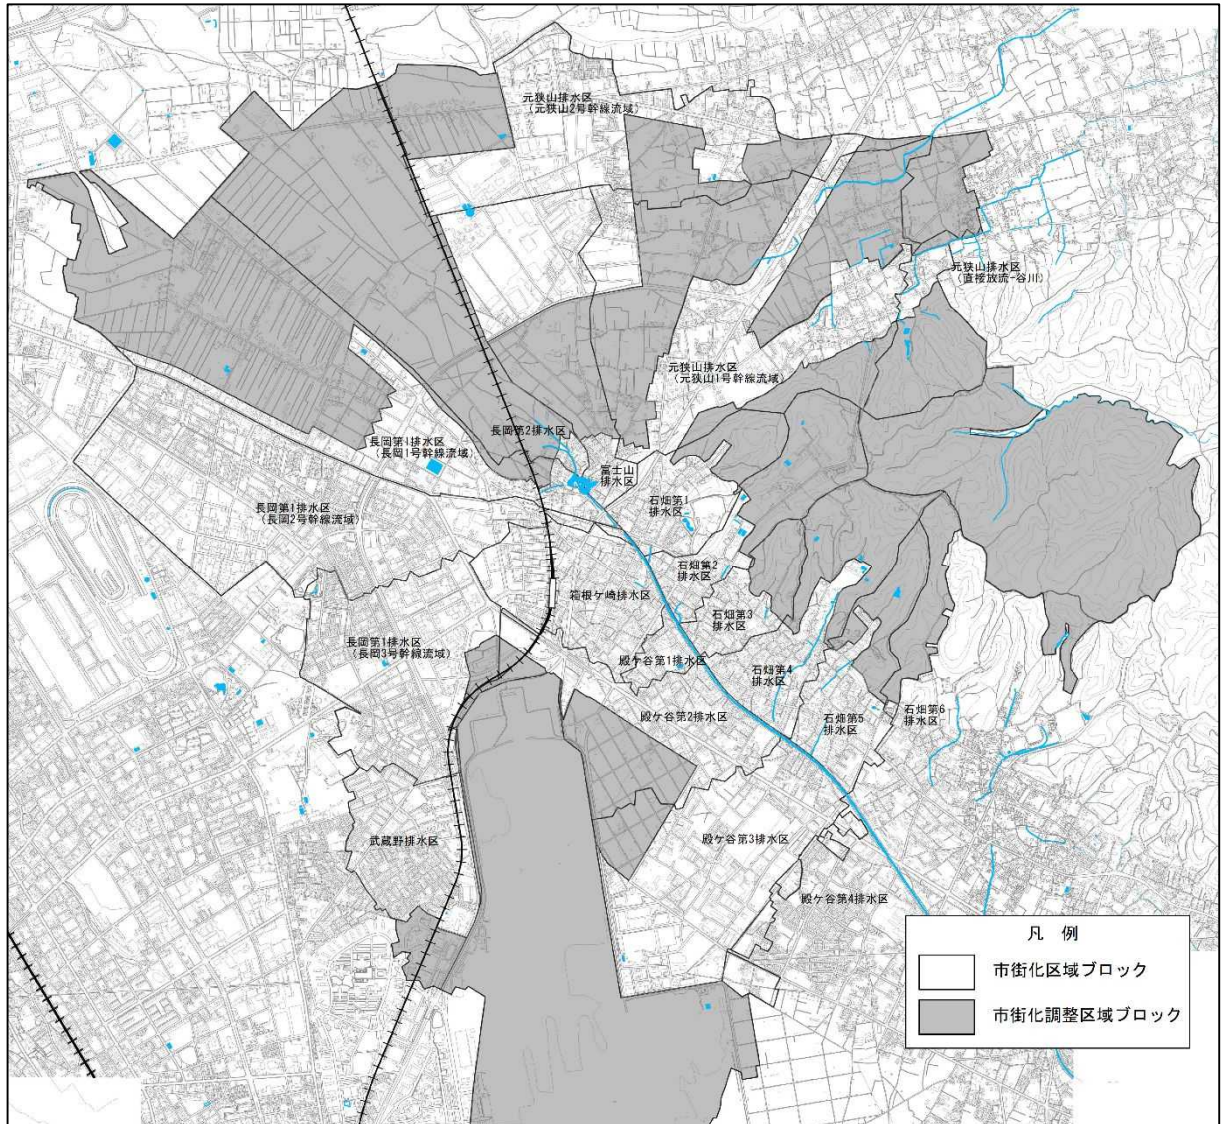 元狭山排水区
（元狭山2号幹線流域）
元狭山排水区
（直接放流-谷川）
元狭山排水区
（元狭山1号幹線流域）
長岡第2排水区
長岡第1排水区
（長岡1号幹線流域）
富士山
排水区
石畑第1
排水区
長岡第1排水区
（長岡2号幹線流域）
石畑第2
排水区
箱根ケ崎排水区
石畑第3
排水区
長岡第1排水区
（長岡3号幹線流域）
殿ケ谷第1排水区
石畑第4
排水区
殿ケ谷第2排水区
石畑第5
排水区
石畑第6
排水区
武蔵野排水区
殿ケ谷第3排水区
殿ケ谷第4排水区
凡 例
市街化区域ブロック
市街化調整区域ブロック